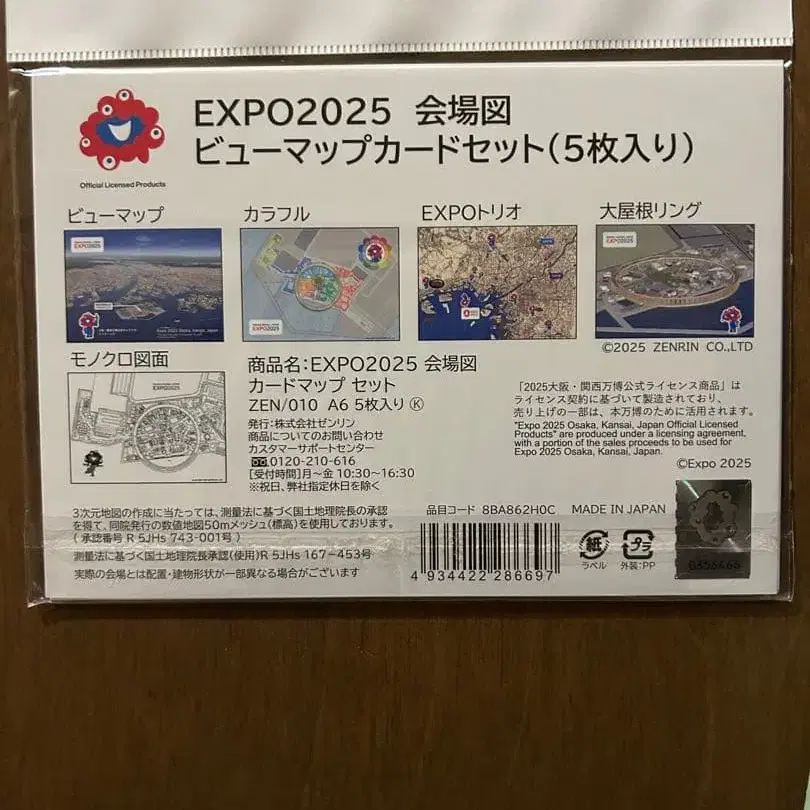 EXPO2025 会場図
ビューマップカードセット(5枚入り)
Official Licensed Products
ビューマップ
カラフル
EXPOトリオ
大屋根リング
EXPO2025
EXPO2025
EXPO2025
EXPO2025
Expo 2025 Osaka, Kansai, Japan
©2025 ZENRIN CO.,LTD
モノクロ図面
商品名:EXPO2025 会場図
カードマップ セット
ZEN/010 A6 5枚入り Ⓚ
発行:株式会社ゼンリン
商品についてのお問い合わせ
カスタマーサポートセンター
0120-210-616
[受付時間]月~金 10:30~16:30
※祝日、弊社指定休日を除く
「2025大阪・関西万博公式ライセンス商品」は
ライセンス契約に基づいて製造されており、
売り上げの一部は、本万博のために活用されます。
"Expo 2025 Osaka, Kansai, Japan Official Licensed
Products" are produced under a licensing agreement,
with a portion of the sales proceeds to be used for
Expo 2025 Osaka, Kansai, Japan.
©Expo 2025
3次元地図の作成に当たっては、測量法に基づく国土地理院長の承認
を得て、同院発行の数値地図50mメッシュ(標高)を使用しております。
(承認番号 R 5JHs 743-001号)
測量法に基づく国土地理院長承認(使用)R 5JHs 167-453号
実際の会場とは配置・建物形状が一部異なる場合がございます
品目コード 8BA862H0C MADE IN JAPAN
4 934422 286697
紙
ラベル
プラ
外装:PP